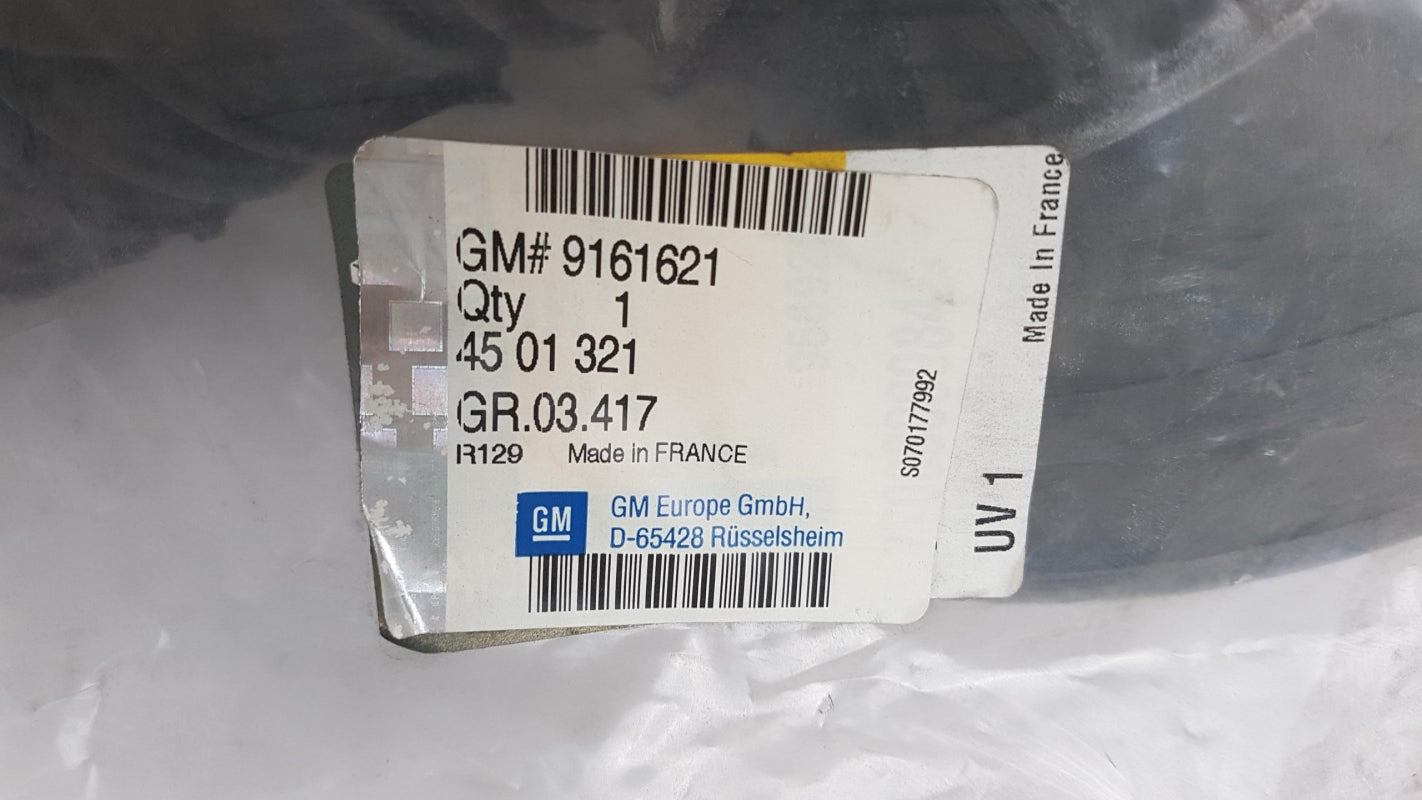 GM# 9161621
Qty 1
45 01 321
GR.03.417
IR129 Made in FRANCE
GM
GM Europe GmbH,
D-65428 Rüsselsheim
S070177992
Made In France
UV 1